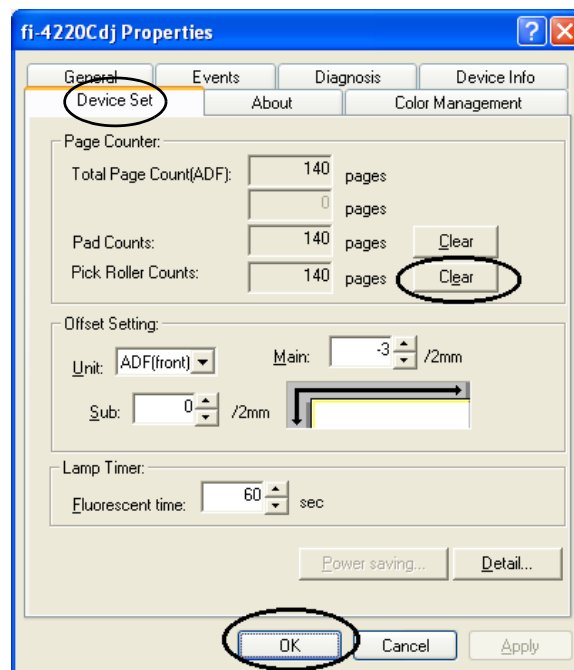 fi-4220Cdj Properties
General Events Diagnosis Device Info
Device Set About Color Management
Page Counter:
Total Page Count(ADF): 140 pages
0 pages
Pad Counts: 140 pages Clear
Pick Roller Counts: 140 pages Clear
Offset Setting:
Unit: ADF(front) Main: -3 /2mm
Sub: 0 /2mm
Lamp Timer:
Fluorescent time: 60 sec
Power saving... Detail...
OK Cancel Apply